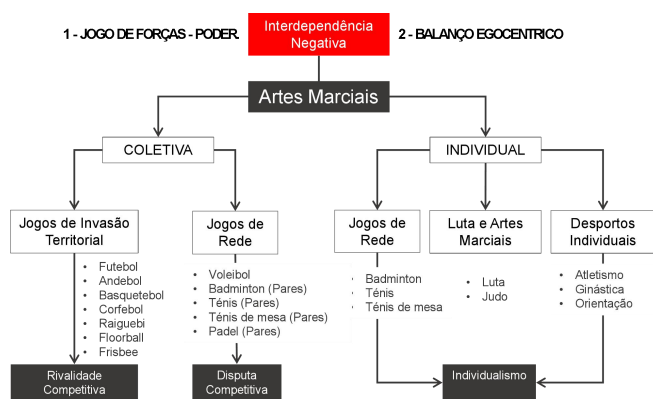 1 - JOGO DE FORÇAS - PODER.
Interdependência
Negativa
2 - BALANÇO EGOCENTRICO
Artes Marciais
COLETIVA
INDIVIDUAL
Jogos de Invasão
Territorial
Jogos de
Rede
Jogos de
Rede
Luta e Artes
Marciais
Desportos
Individuais
• Futebol
• Andebol
• Basquetebol
• Corfebol
• Raiguebi
• Floorball
• Frisbee
• Voleibol
• Badminton (Pares)
• Ténis (Pares)
• Ténis de mesa (Pares)
• Padel (Pares)
• Badminton
• Ténis
• Ténis de mesa
• Luta
• Judo
• Atletismo
• Ginástica
• Orientação
Rivalidade
Competitiva
Disputa
Competitiva
Individualismo